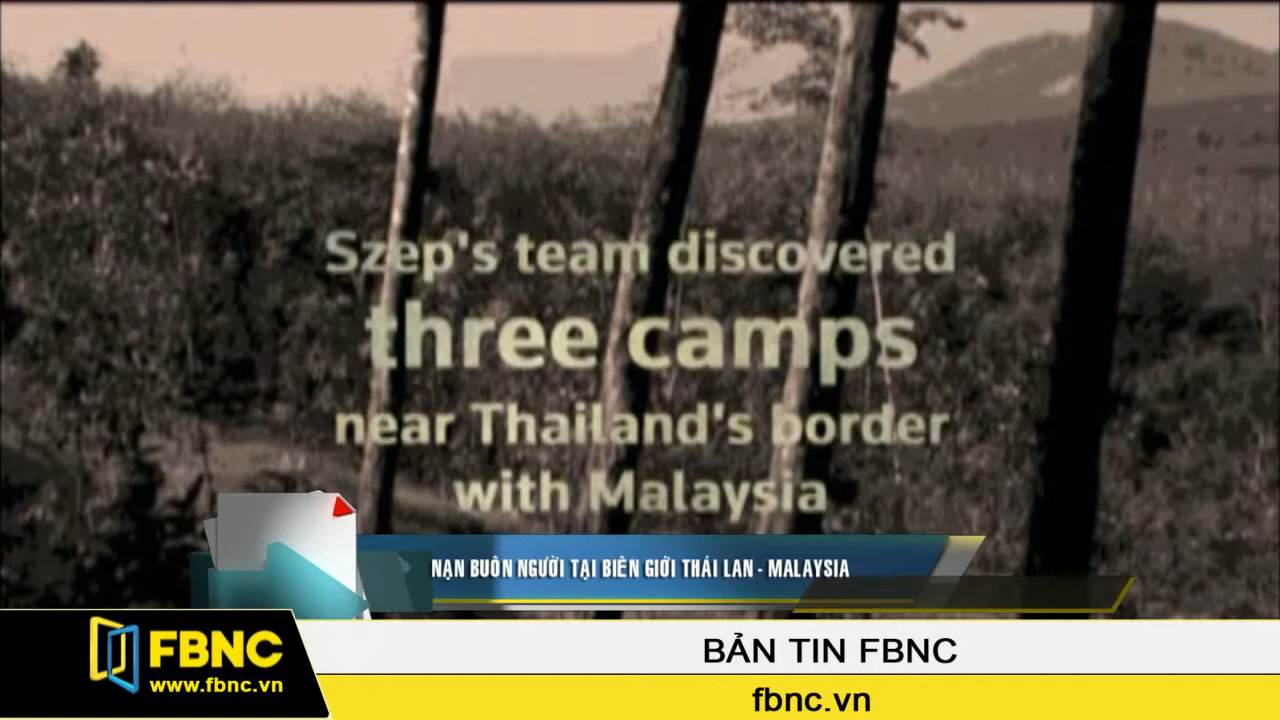 Szep's team discovered
three camps
near Thailand's border
with Malaysia
NẠN BUÔN NGƯỜI TẠI BIÊN GIỚI THÁI LAN - MALAYSIA
FBNC
www.fbnc.vn
BẢN TIN FBNC
fbnc.vn